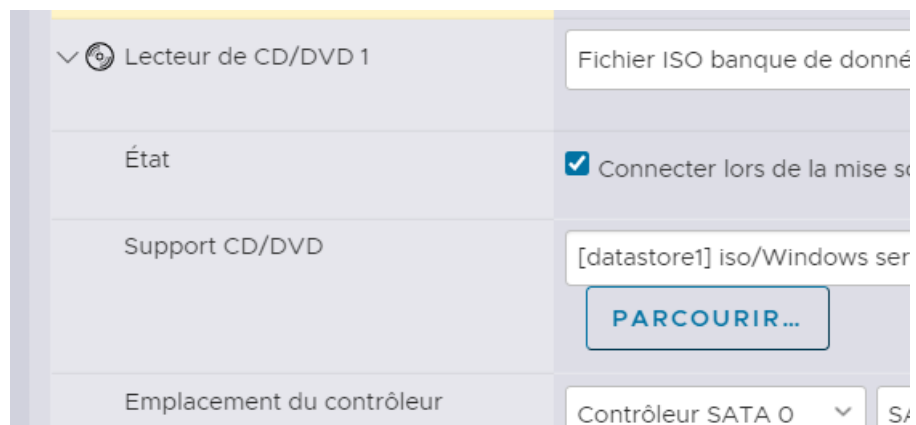 Lecteur de CD/DVD 1
Fichier ISO banque de donné
État
Connecter lors de la mise
Support CD/DVD
[datastore1] iso/Windows ser
PARCOURIR...
Emplacement du contrôleur
Contrôleur SATA 0
SA